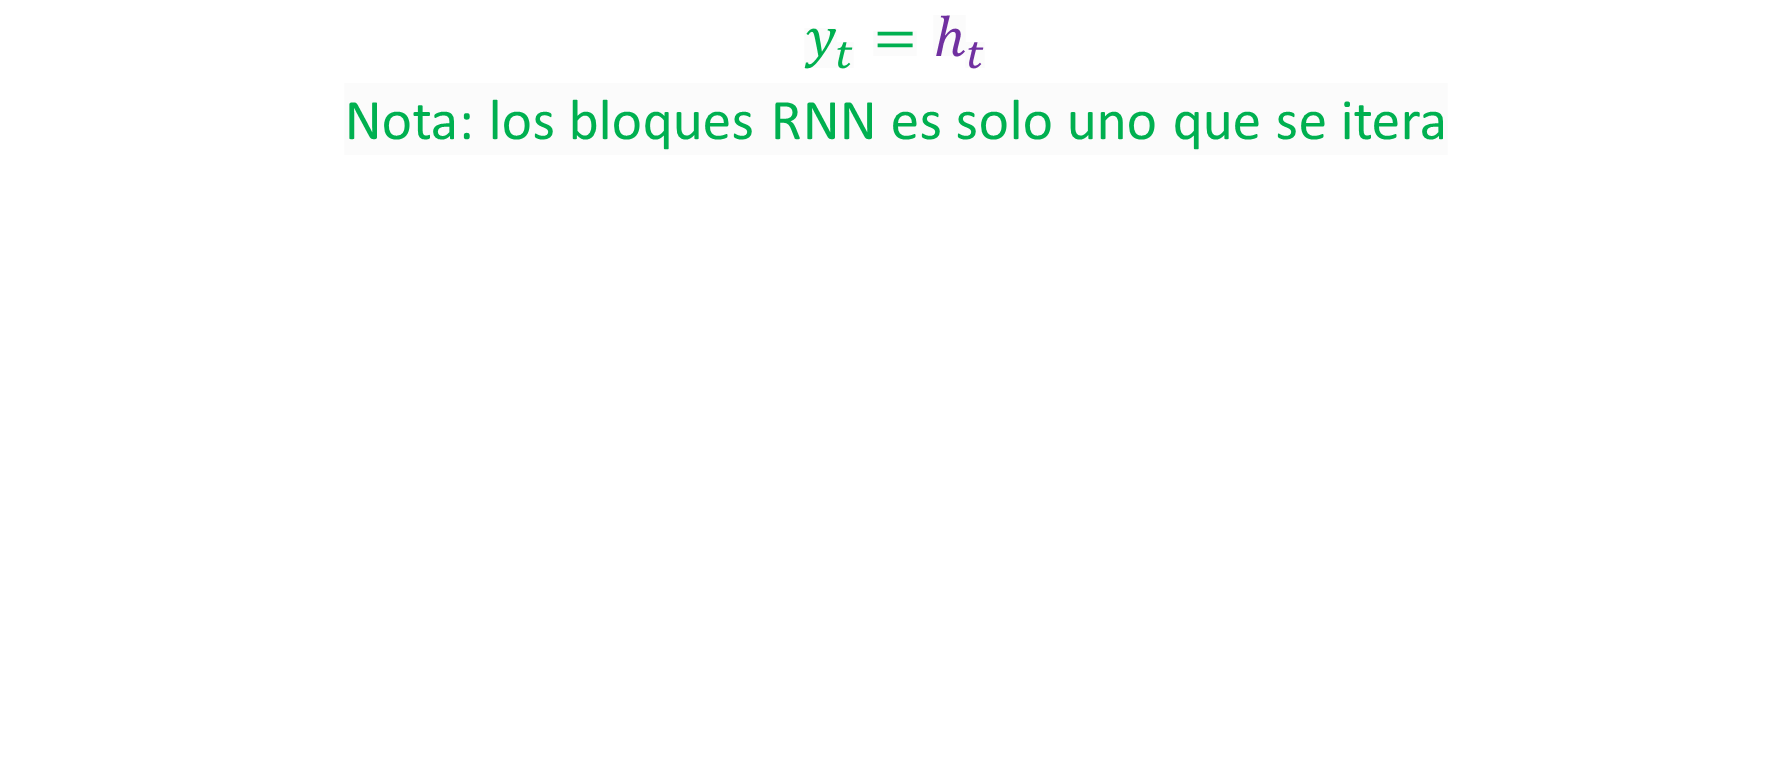 y_t = h_t
Nota: los bloques RNN es solo uno que se itera